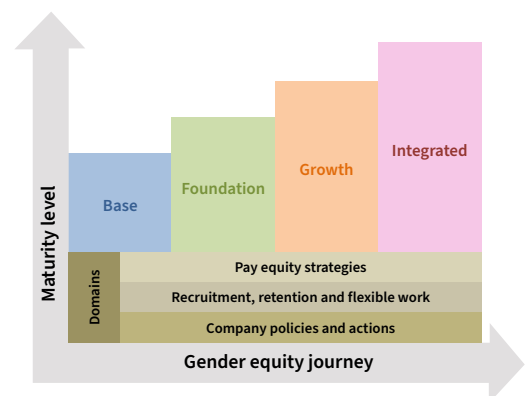 Maturity level
Base
Foundation
Growth
Integrated
Domains
Pay equity strategies
Recruitment, retention and flexible work
Company policies and actions
Gender equity journey